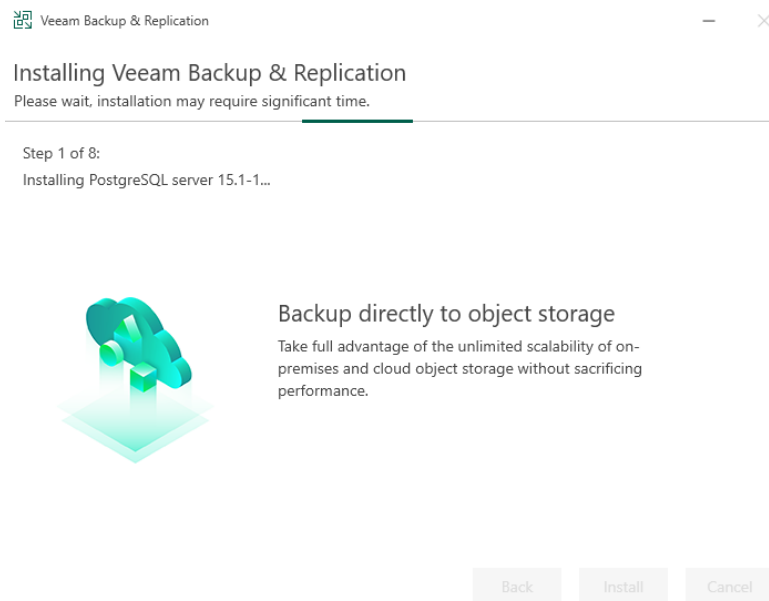 Veeam Backup & Replication
Installing Veeam Backup & Replication
Please wait, installation may require significant time.
Step 1 of 8:
Installing PostgreSQL server 15.1-1...
Backup directly to object storage
Take full advantage of the unlimited scalability of on-
premises and cloud object storage without sacrificing
performance.
Back Install Cancel